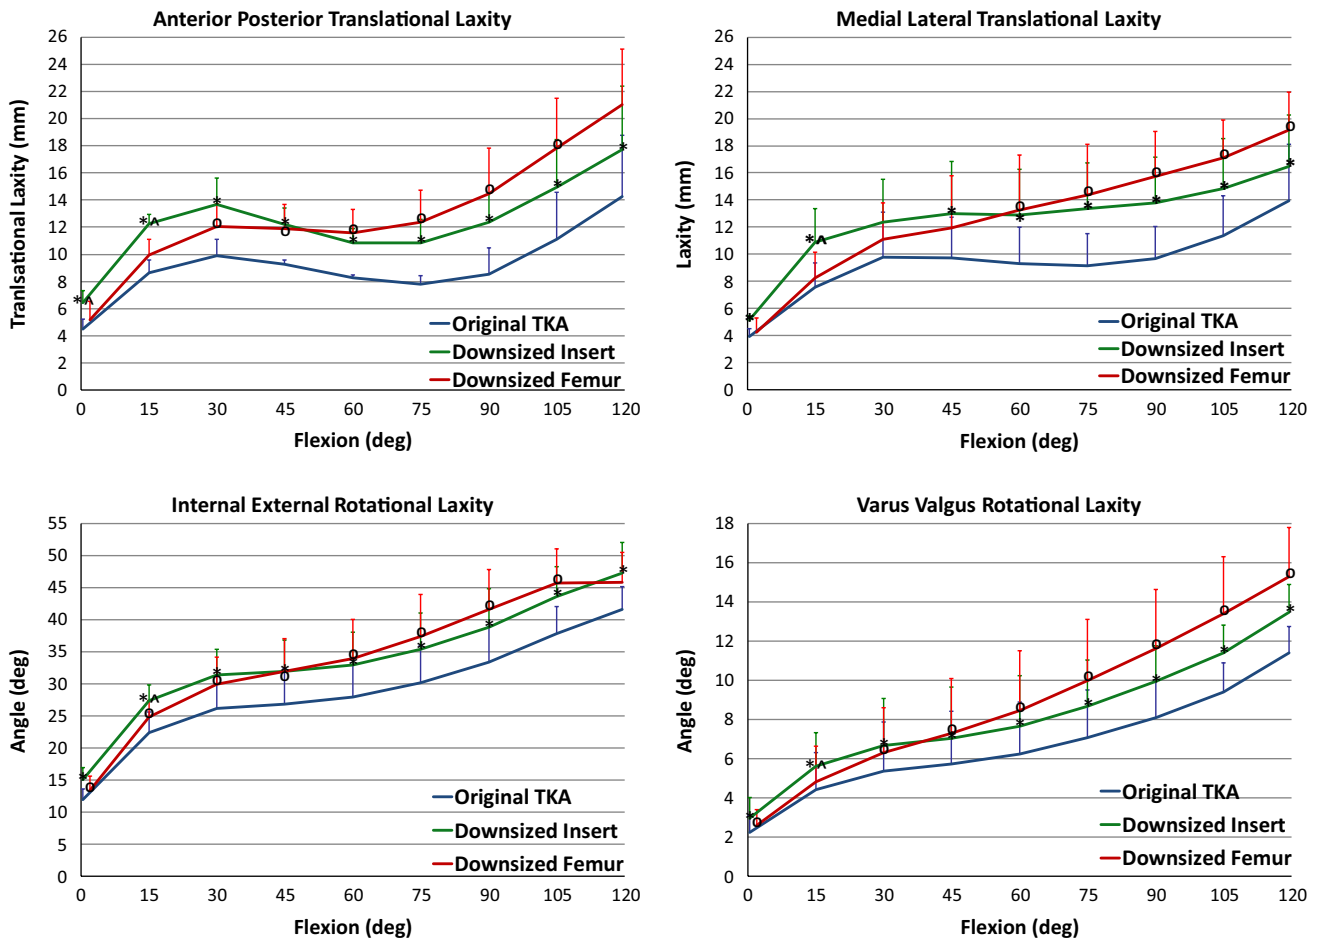 Anterior Posterior Translational Laxity
26
24
22
20
18
16
14
12
10
8
6
4
2
0
Tranlsational Laxity (mm)
*^
*^
*
O
*
O
O
*
O
*
O
*
O
*
*
Original TKA
Downsized Insert
Downsized Femur
0 15 30 45 60 75 90 105 120
Flexion (deg)
Medial Lateral Translational Laxity
26
24
22
20
18
16
14
12
10
8
6
4
2
0
Laxity (mm)
*
*^
*
O
*
O
*
O
*
O
*
O
*
Original TKA
Downsized Insert
Downsized Femur
0 15 30 45 60 75 90 105 120
Flexion (deg)
Internal External Rotational Laxity
55
50
45
40
35
30
25
20
15
10
5
0
Angle (deg)
*
O
*^
O
*
O
*
O
O
*
O
*
O
*
O
*
*
Original TKA
Downsized Insert
Downsized Femur
0 15 30 45 60 75 90 105 120
Flexion (deg)
Varus Valgus Rotational Laxity
18
16
14
12
10
8
6
4
2
0
Angle (deg)
*
O
*^
*
O
O
*
O
*
O
*
O
*
O
*
O
*
Original TKA
Downsized Insert
Downsized Femur
0 15 30 45 60 75 90 105 120
Flexion (deg)